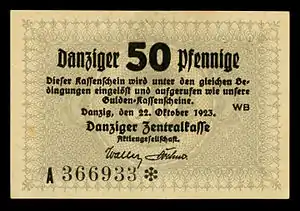 Danziger 50 Pfennige
Dieser Kassenschein wird unter den gleichen Be-
dingungen eingelöst und aufgerufen wie unsere
Gulden-Kassenscheine.
WB
Danzig, den 22. Oktober 1923.
Danziger Zentralkasse
Aktiengesellschaft.
A 366933 ✻